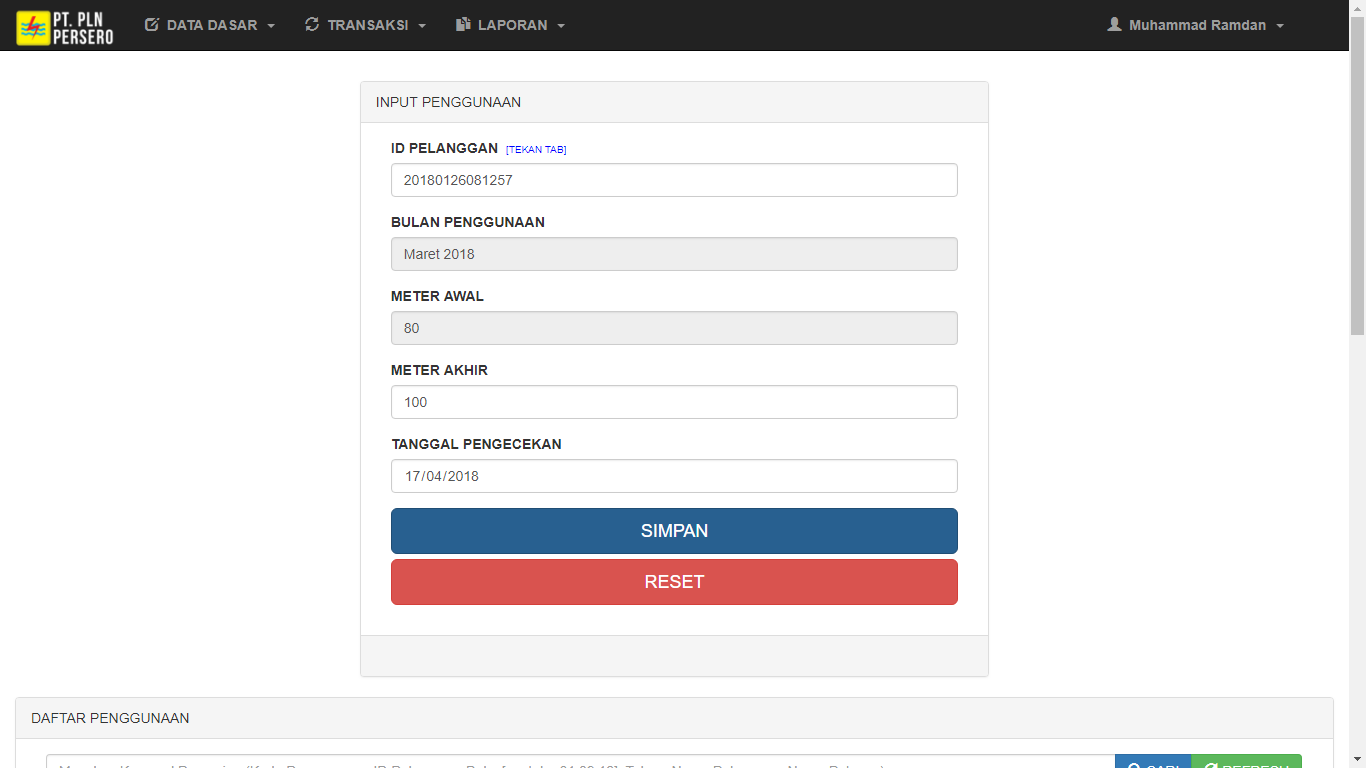 PT. PLN PERSERO
DATA DASAR
TRANSAKSI
LAPORAN
Muhammad Ramdan
INPUT PENGGUNAAN
ID PELANGGAN [TEKAN TAB]
20180126081257
BULAN PENGGUNAAN
Maret 2018
METER AWAL
80
METER AKHIR
100
TANGGAL PENGECEKAN
17/04/2018
SIMPAN
RESET
DAFTAR PENGGUNAAN
CARI
REFRESH